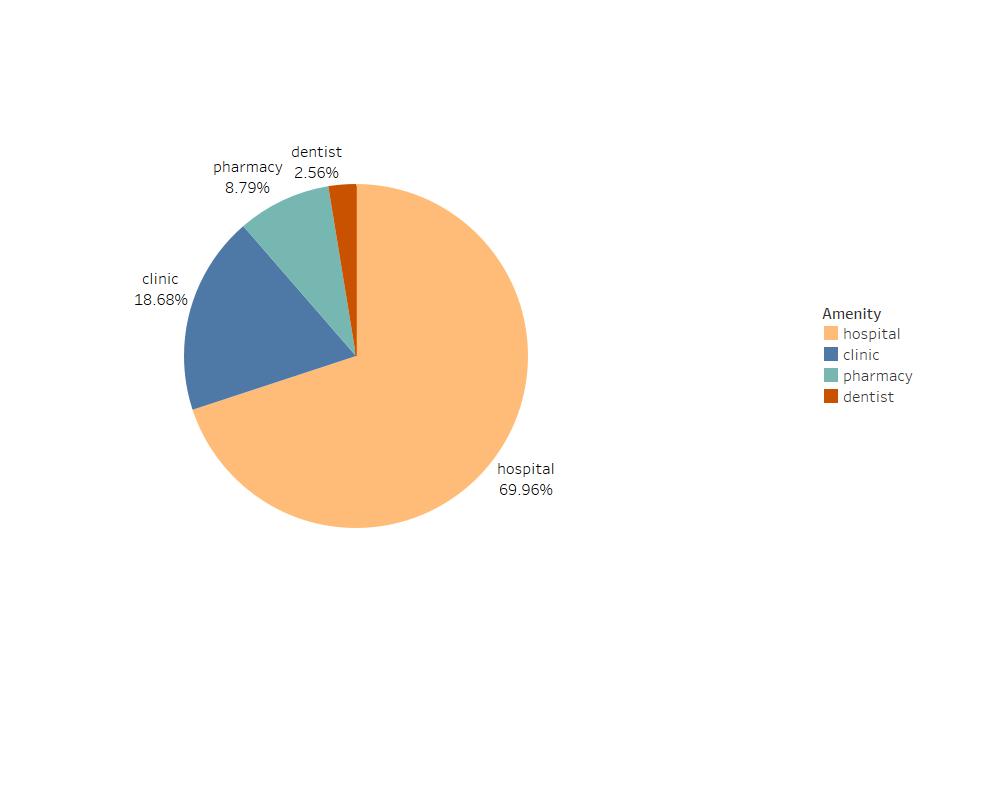 dentist
2.56%
pharmacy
8.79%
clinic
18.68%
hospital
69.96%
Amenity
hospital
clinic
pharmacy
dentist